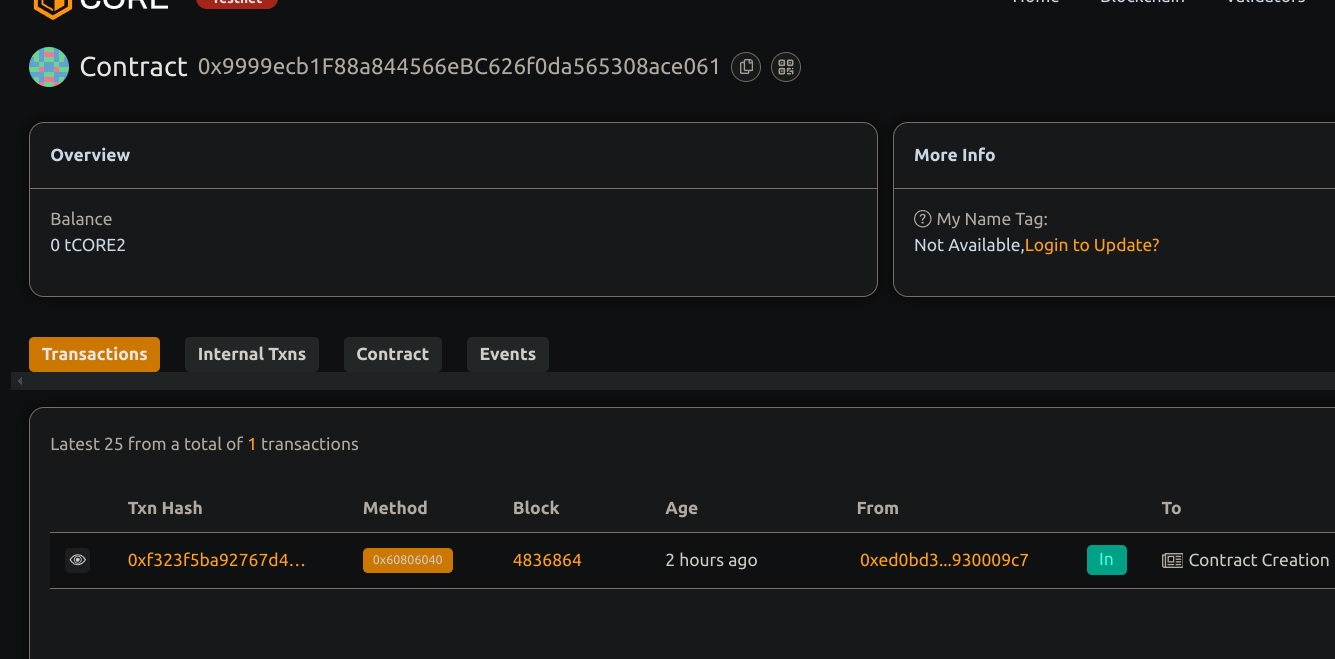 CORE Testnet Home Blockchain Validators
Contract 0x9999ecb1F88a844566eBC626f0da565308ace061
Overview
Balance
0 tCORE2
More Info
My Name Tag:
Not Available,Login to Update?
Transactions Internal Txns Contract Events
Latest 25 from a total of 1 transactions
Txn Hash Method Block Age From To
0xf323f5ba92767d4… 0x60806040 4836864 2 hours ago 0xed0bd3...930009c7 In Contract Creation